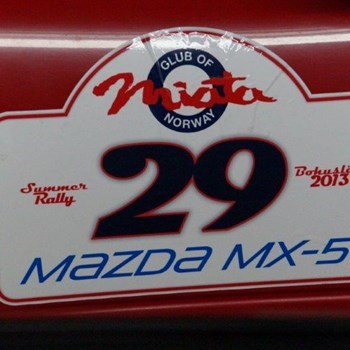 CLUB OF
Miata
NORWAY
Summer
Rally
29
2013
Mazda MX-5